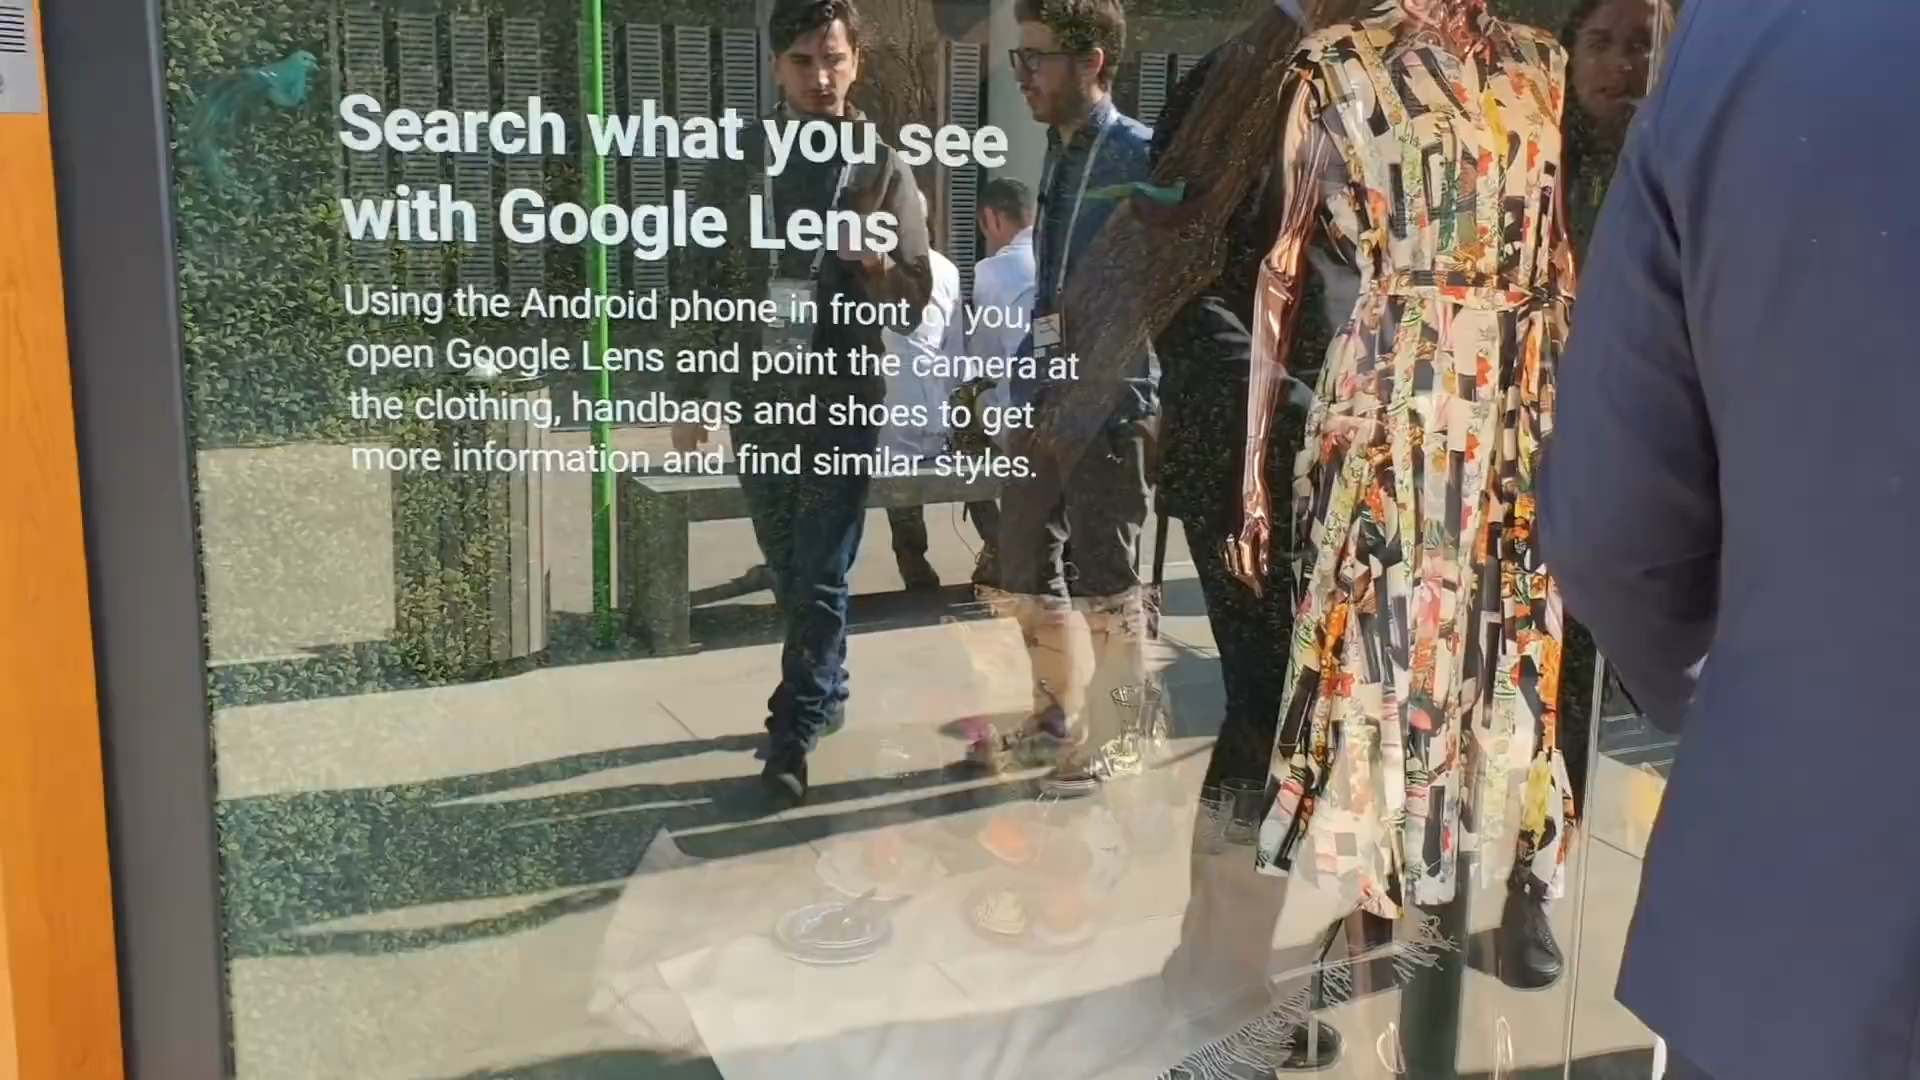 Search what you see
with Google Lens
Using the Android phone in front of you,
open Google Lens and point the camera at
the clothing, handbags and shoes to get
more information and find similar styles.